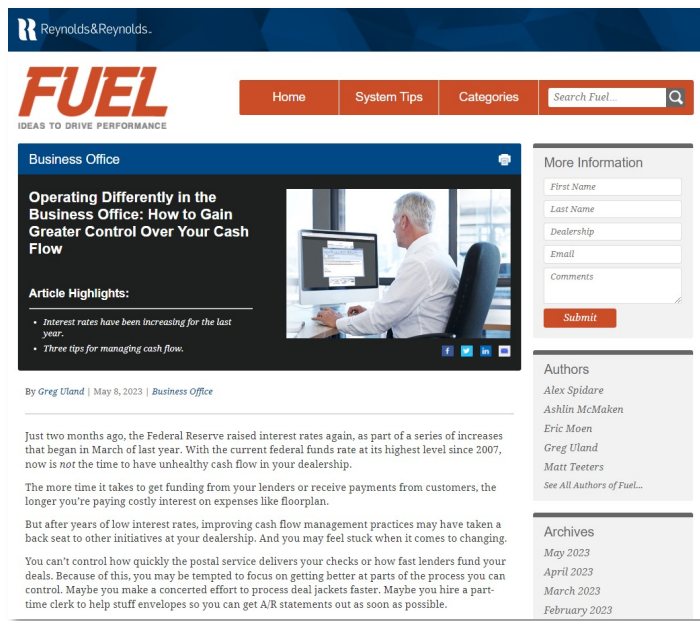 Reynolds&Reynolds™
FUEL
IDEAS TO DRIVE PERFORMANCE
Home
System Tips
Categories
Search Fuel...
Business Office
Operating Differently in the
Business Office: How to Gain
Greater Control Over Your Cash
Flow
Article Highlights:
• Interest rates have been increasing for the last
year.
• Three tips for managing cash flow.
By Greg Uland | May 8, 2023 | Business Office
Just two months ago, the Federal Reserve raised interest rates again, as part of a series of increases
that began in March of last year. With the current federal funds rate at its highest level since 2007,
now is not the time to have unhealthy cash flow in your dealership.
The more time it takes to get funding from your lenders or receive payments from customers, the
longer you're paying costly interest on expenses like floorplan.
But after years of low interest rates, improving cash flow management practices may have taken a
back seat to other initiatives at your dealership. And you may feel stuck when it comes to changing.
You can't control how quickly the postal service delivers your checks or how fast lenders fund your
deals. Because of this, you may be tempted to focus on getting better at parts of the process you can
control. Maybe you make a concerted effort to process deal jackets faster. Maybe you hire a part-
time clerk to help stuff envelopes so you can get A/R statements out as soon as possible.
More Information
First Name
Last Name
Dealership
Email
Comments
Submit
Authors
Alex Spidare
Ashlin McMaken
Eric Moen
Greg Uland
Matt Teeters
See All Authors of Fuel...
Archives
May 2023
April 2023
March 2023
February 2023